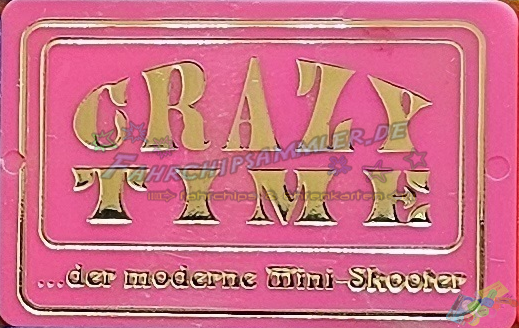 CRAZY
FAHRCHIPSAMMLER.DE
TIME
...der moderne Mini-Skooter